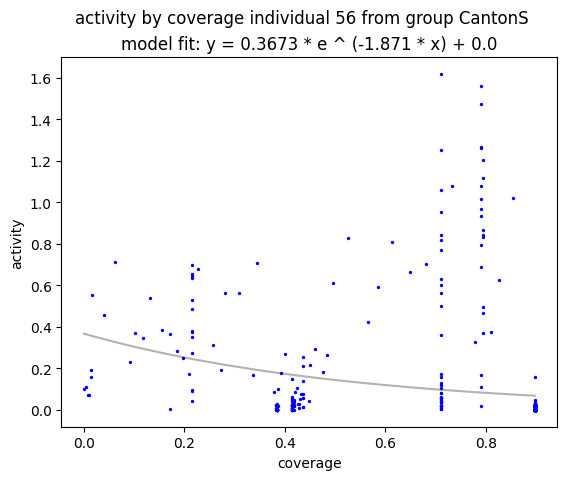 activity by coverage individual 56 from group CantonS
model fit: y = 0.3673 * e ^ (-1.871 * x) + 0.0
1.6
1.4
1.2
1.0
0.8
0.6
0.4
0.2
0.0
activity
0.0 0.2 0.4 0.6 0.8
coverage